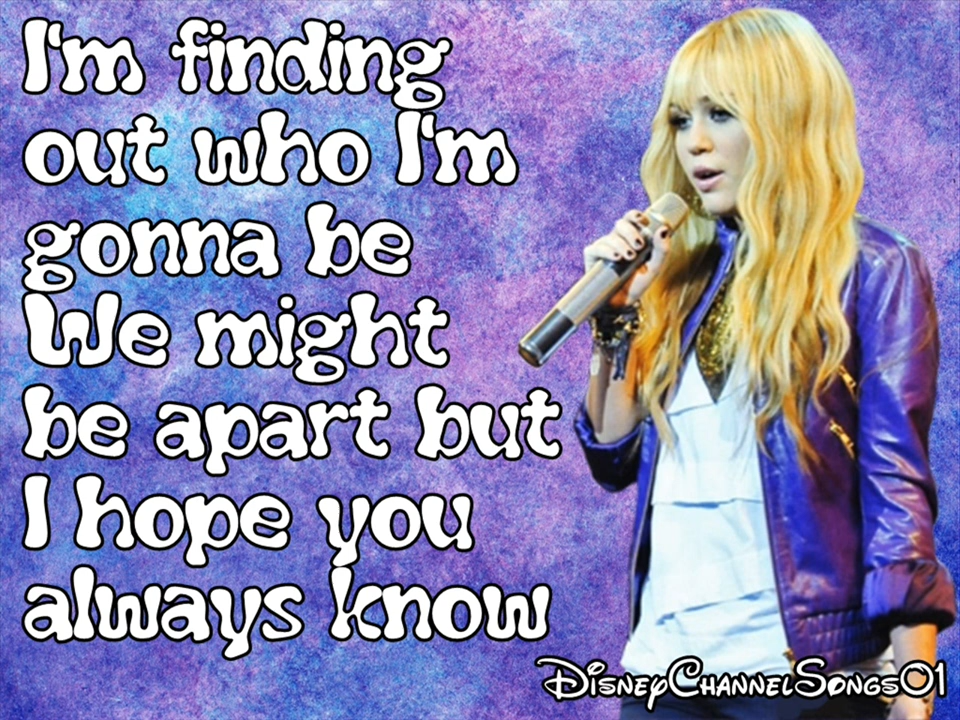 I'm finding
out who I'm
gonna be
We might
be apart but
I hope you
always know
DisneyChannelSongs01